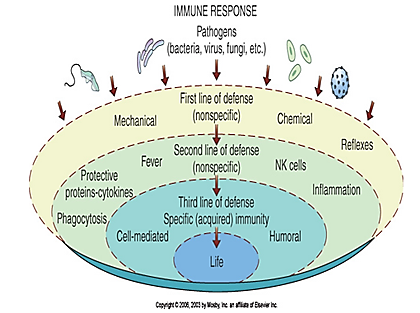 IMMUNE RESPONSE
Pathogens
(bacteria, virus, fungi, etc.)
First line of defense
(nonspecific)
Mechanical
Chemical
Reflexes
Second line of defense
(nonspecific)
Fever
NK cells
Protective
proteins-cytokines
Inflammation
Phagocytosis
Third line of defense
Specific (acquired) immunity
Cell-mediated
Humoral
Life
Copyright © 2006, 2003 by Mosby, Inc. an affiliate of Elsevier Inc.